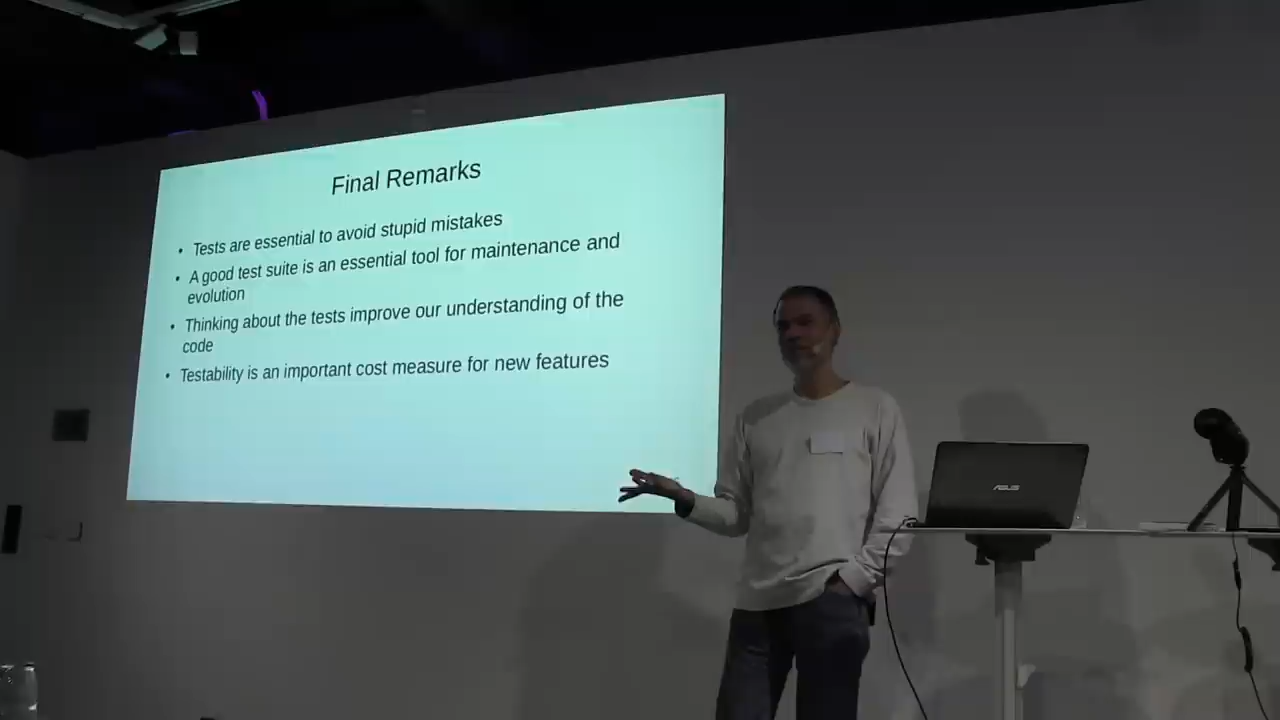 Final Remarks
• Tests are essential to avoid stupid mistakes
• A good test suite is an essential tool for maintenance and
evolution
• Thinking about the tests improve our understanding of the
code
• Testability is an important cost measure for new features
ASUS